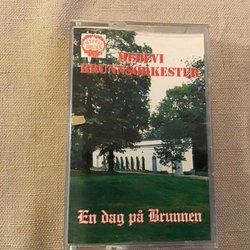 MEDEVI
BRUNNSORKESTER
En dag på Brunnen